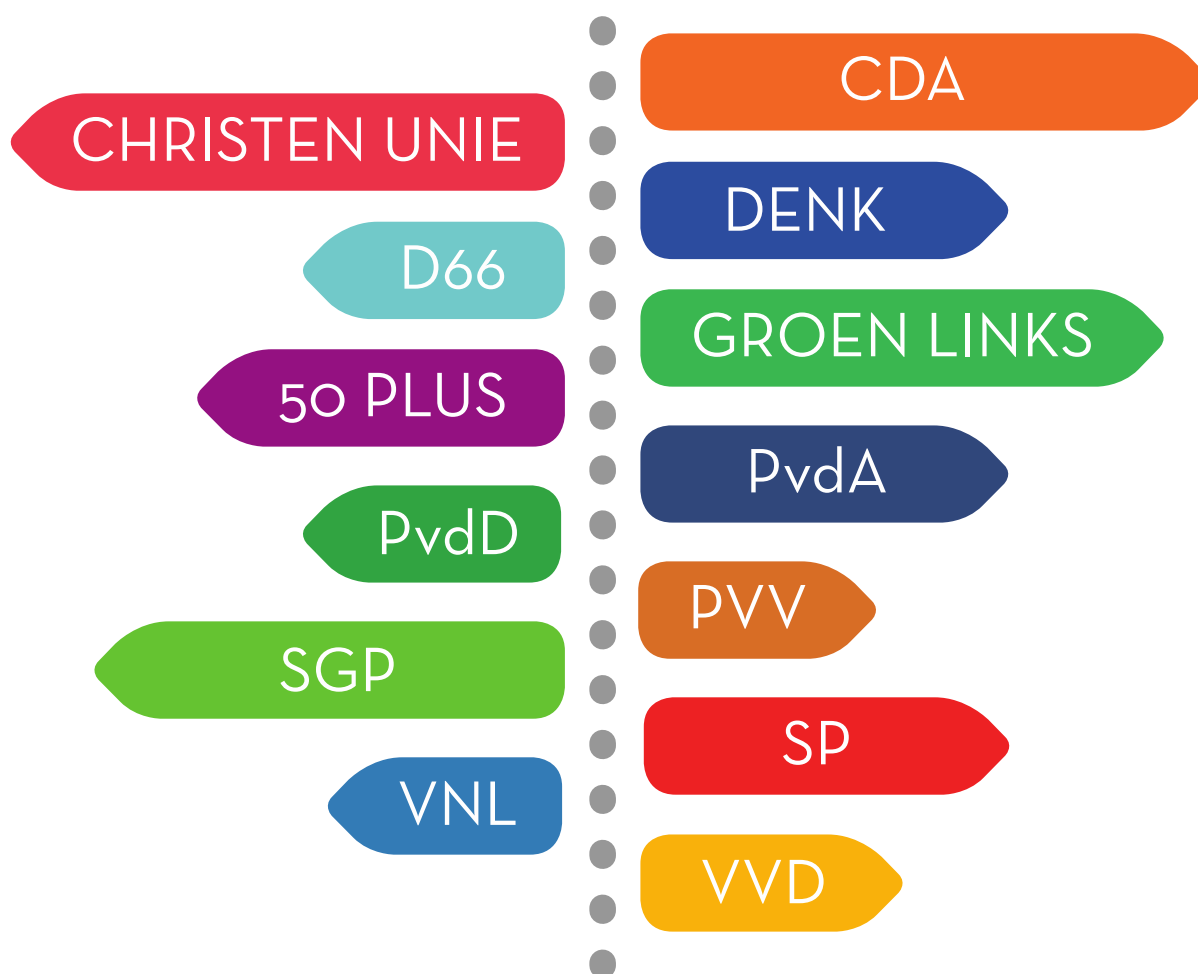 CDA
CHRISTEN UNIE
DENK
D66
GROEN LINKS
50 PLUS
PvdA
PvdD
PVV
SGP
SP
VNL
VVD